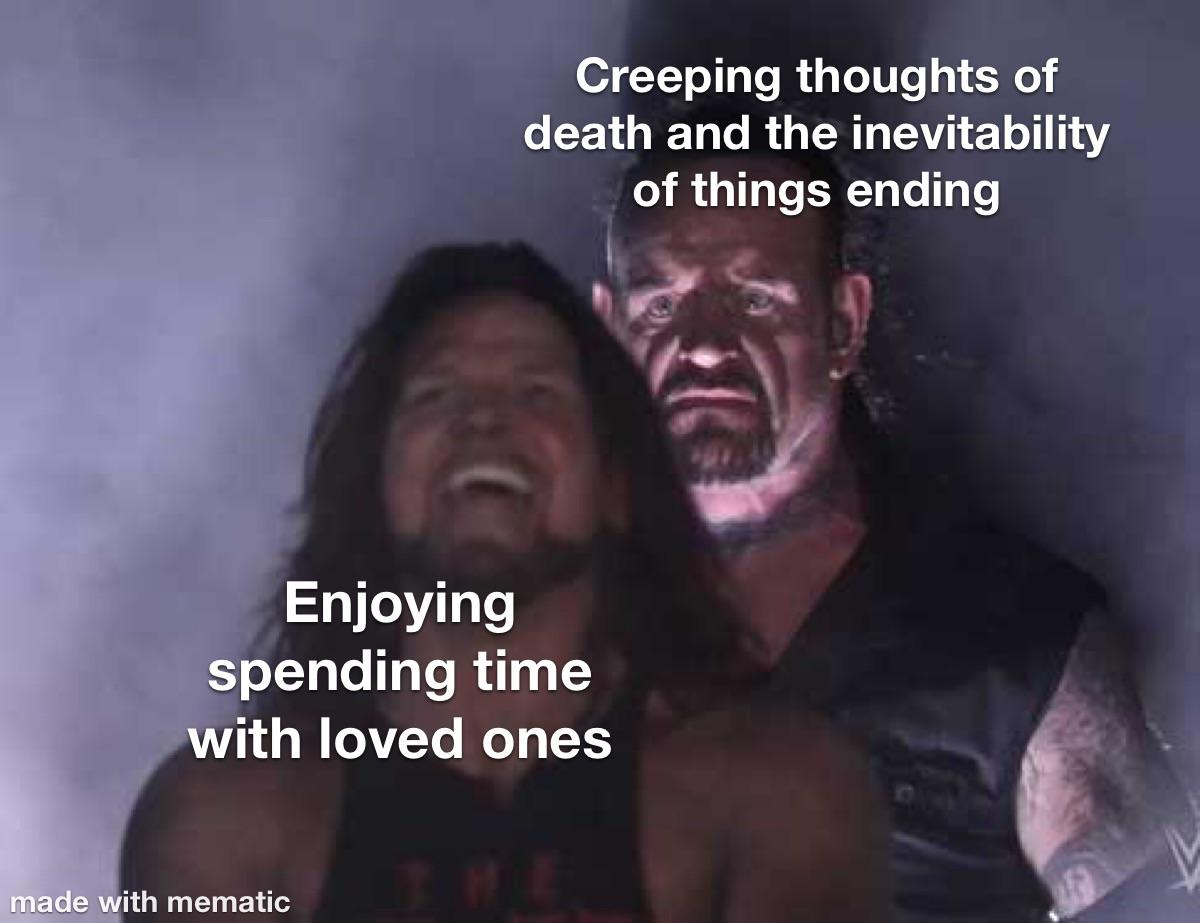 Creeping thoughts of
death and the inevitability
of things ending
Enjoying
spending time
with loved ones
THE
made with mematic
W